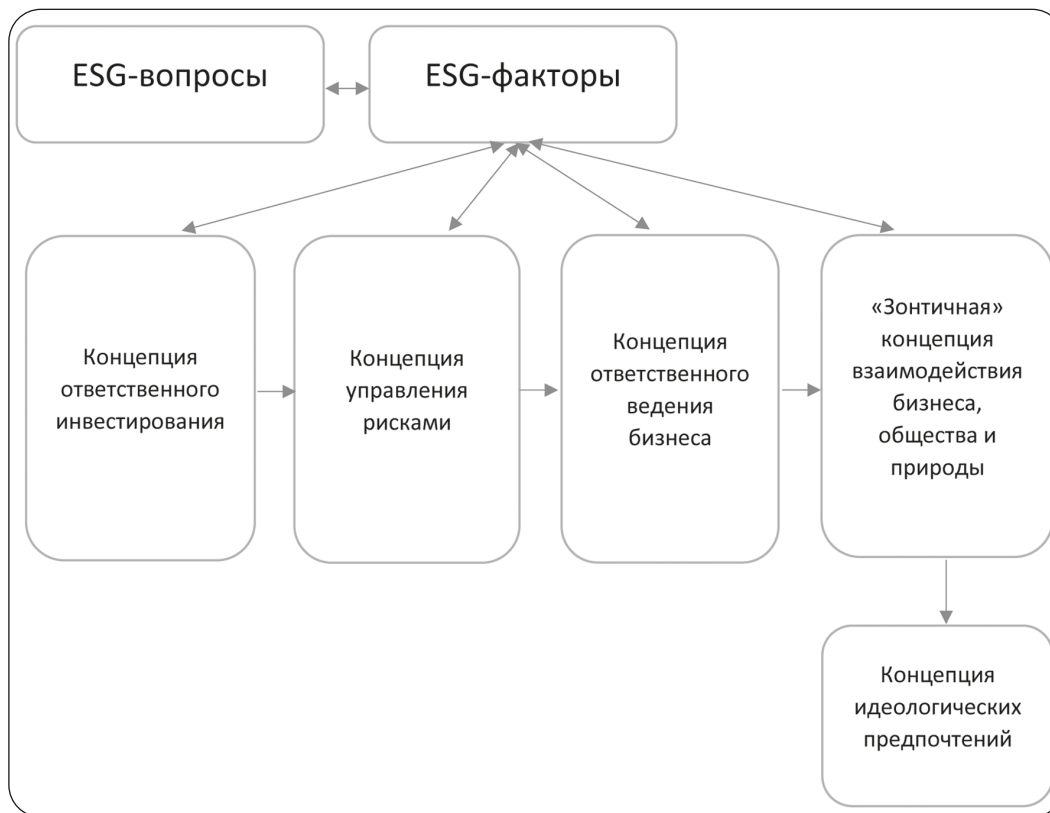 ESG-вопросы
ESG-факторы
Концепция
ответственного
инвестирования
Концепция
управления
рисками
Концепция
ответственного
ведения
бизнеса
«Зонтичная»
концепция
взаимодействия
бизнеса,
общества и
природы
Концепция
идеологических
предпочтений